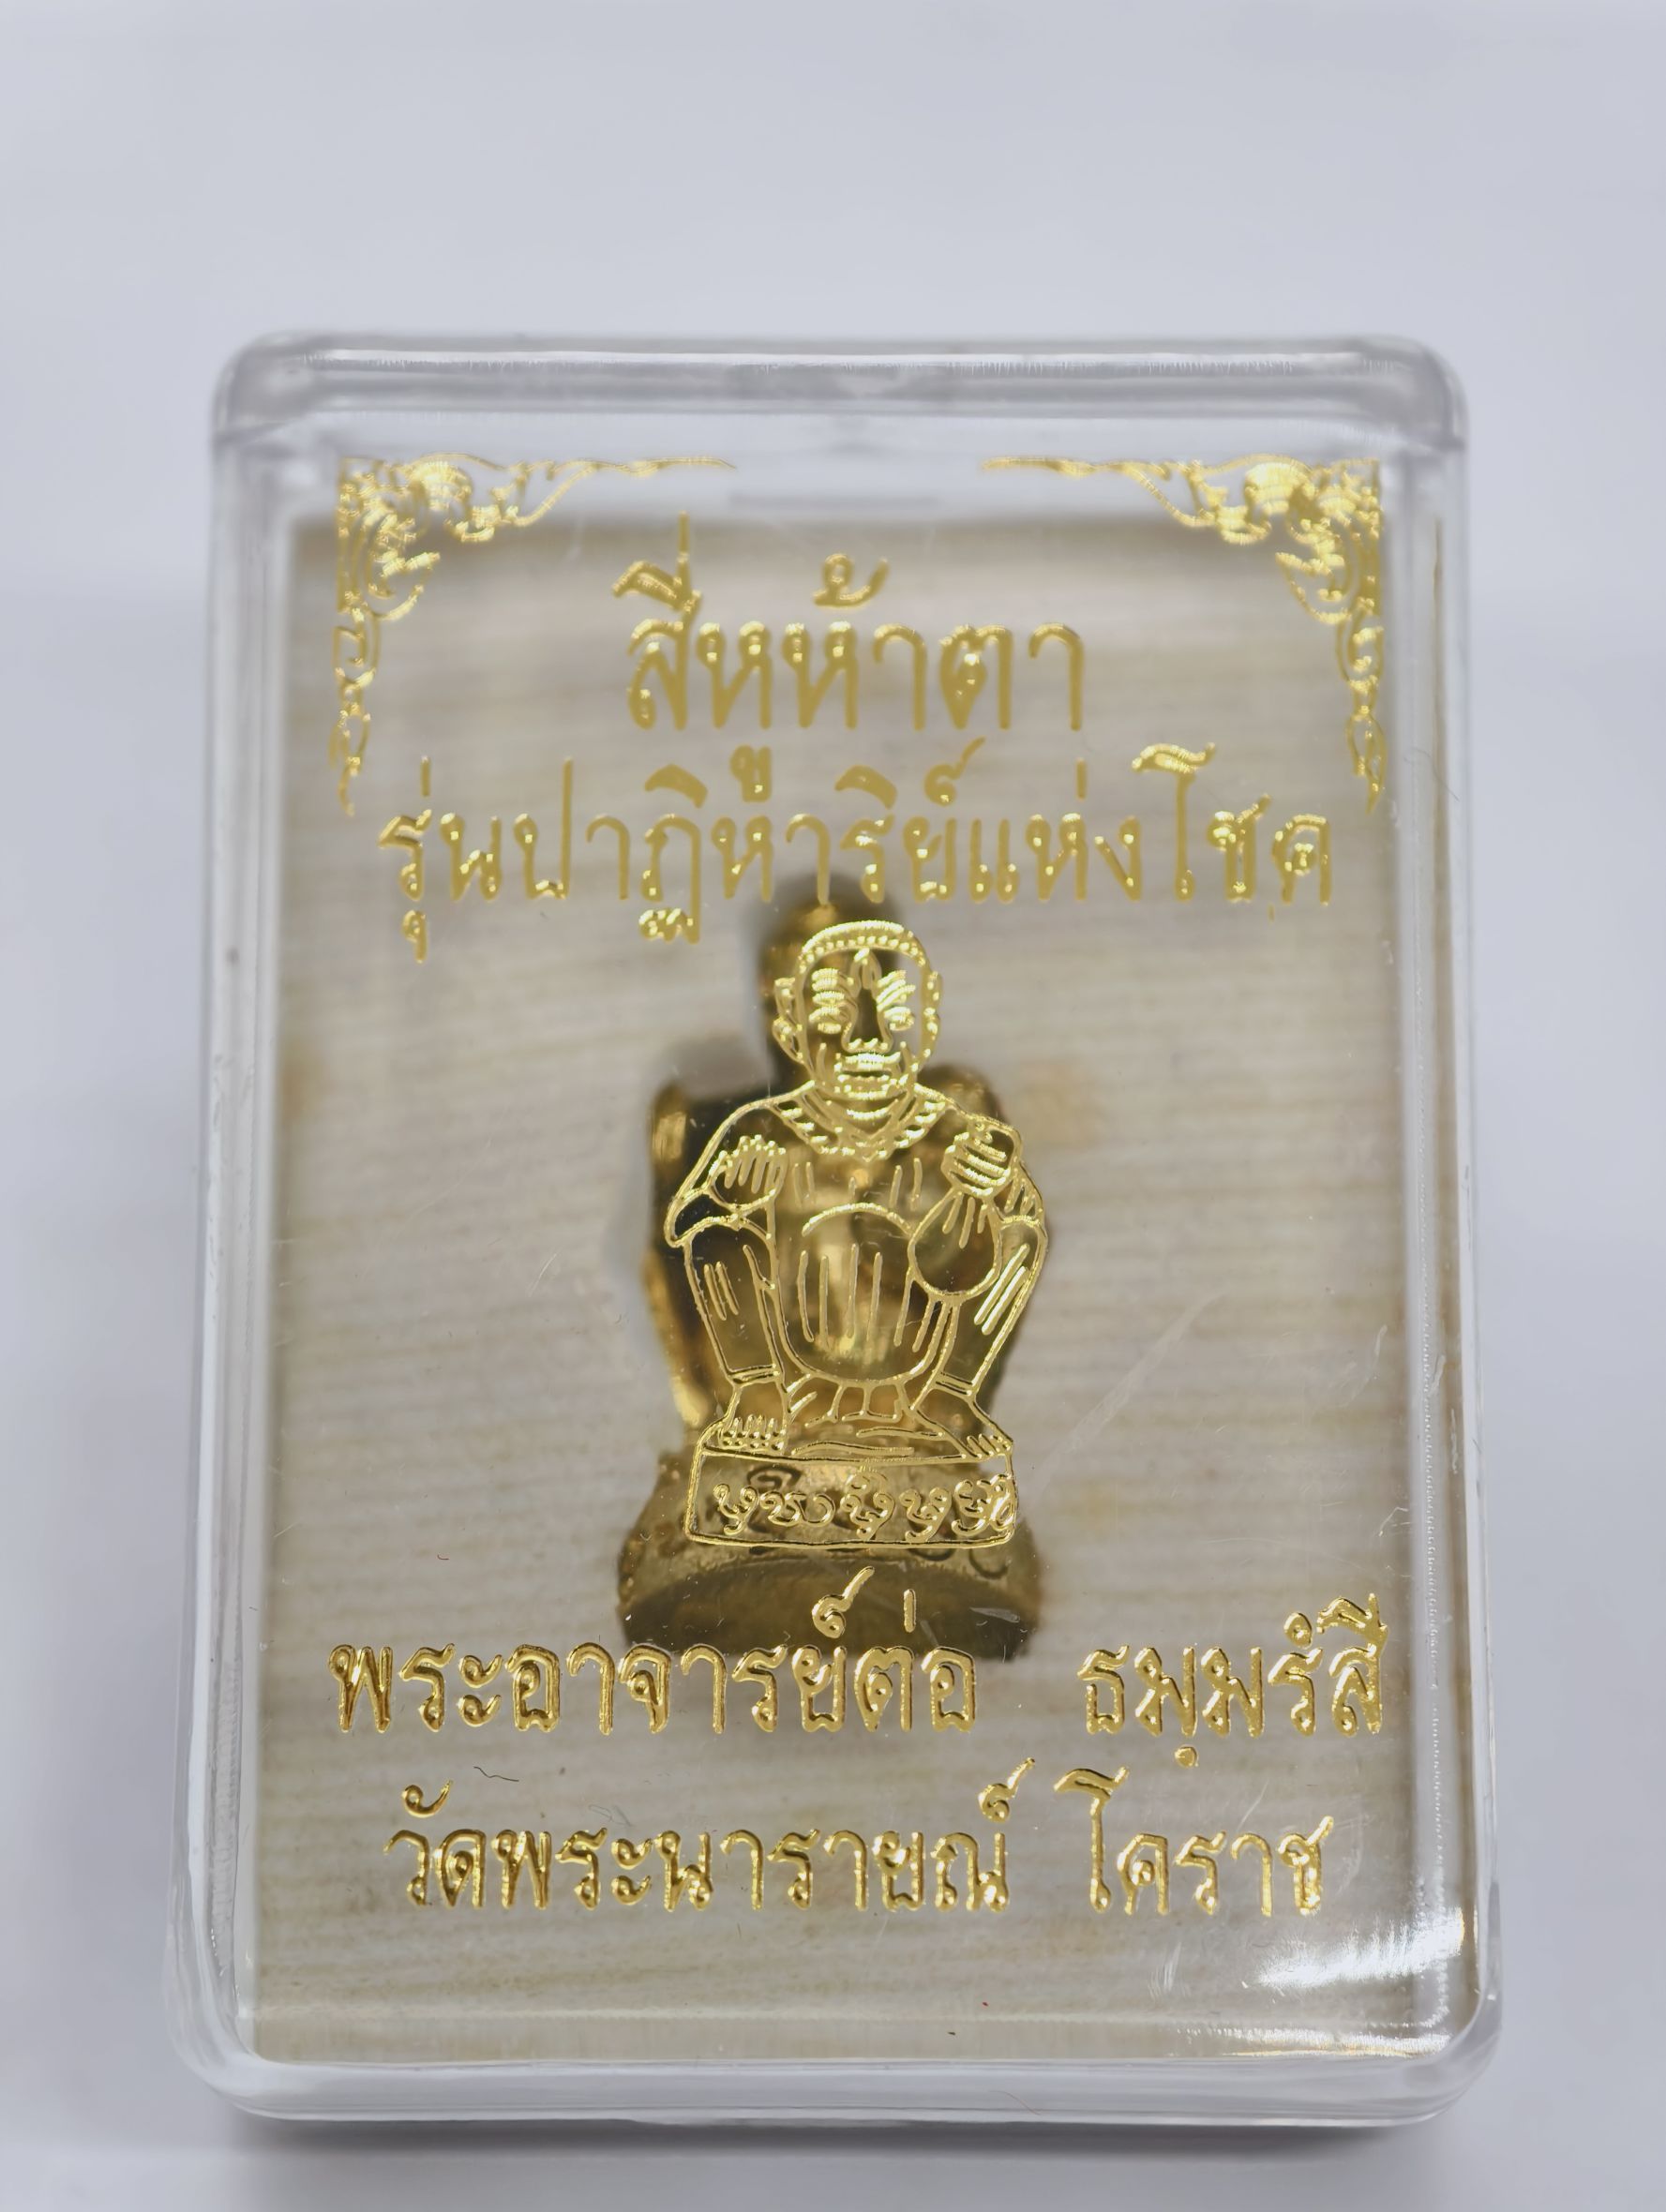 สี่หูห้าตา
รุ่นปาฏิหาริย์แห่งโชค
พระอาจารย์ต่อ ธมฺมรํสี
วัดพระนารายณ์ โคราช